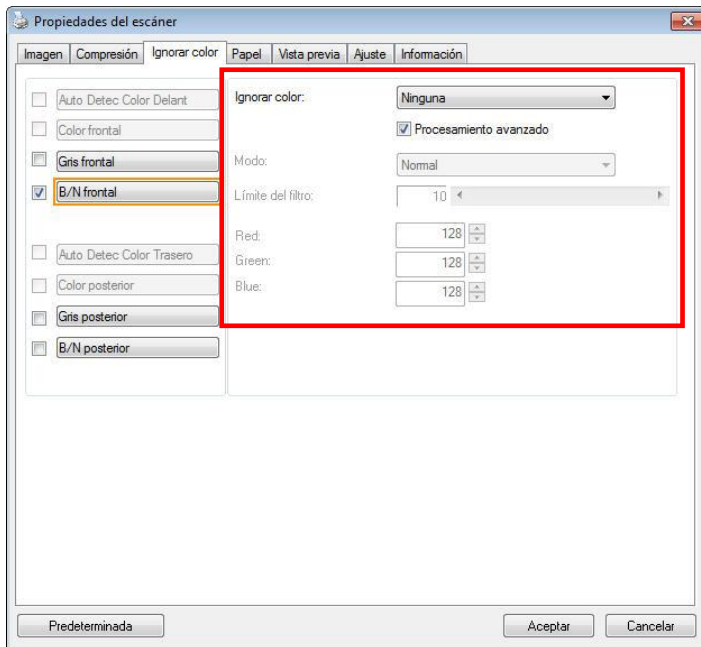 Propiedades del escáner
Imagen Compresión Ignorar color Papel Vista previa Ajuste Información
Auto Detec Color Delant
Color frontal
Gris frontal
B/N frontal
Auto Detec Color Trasero
Color posterior
Gris posterior
B/N posterior
Ignorar color: Ninguna
Procesamiento avanzado
Modo: Normal
Límite del filtro: 10
Red: 128
Green: 128
Blue: 128
Predeterminada Aceptar Cancelar